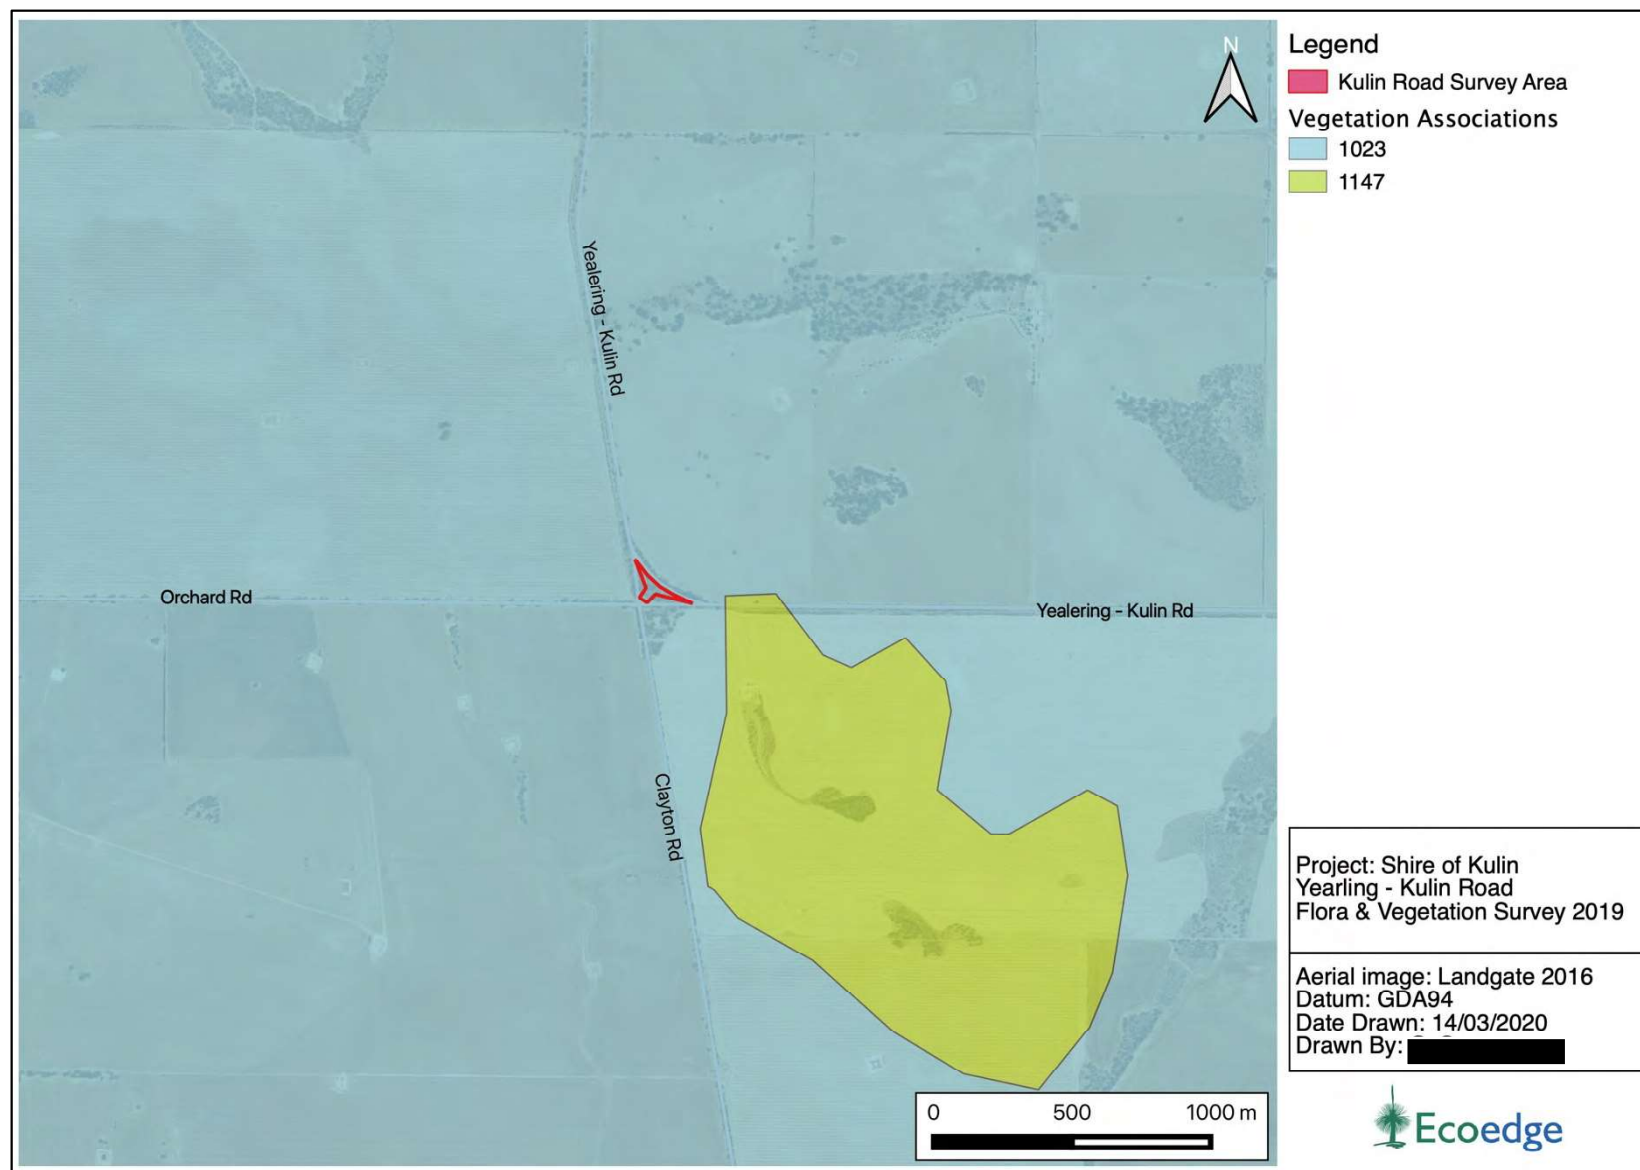 N
Legend
Kulin Road Survey Area
Vegetation Associations
1023
1147
Yealering - Kulin Rd
Orchard Rd
Yealering - Kulin Rd
Clayton Rd
Project: Shire of Kulin
Yearling - Kulin Road
Flora & Vegetation Survey 2019
Aerial image: Landgate 2016
Datum: GDA94
Date Drawn: 14/03/2020
Drawn By:
0 500 1000 m
Ecoedge